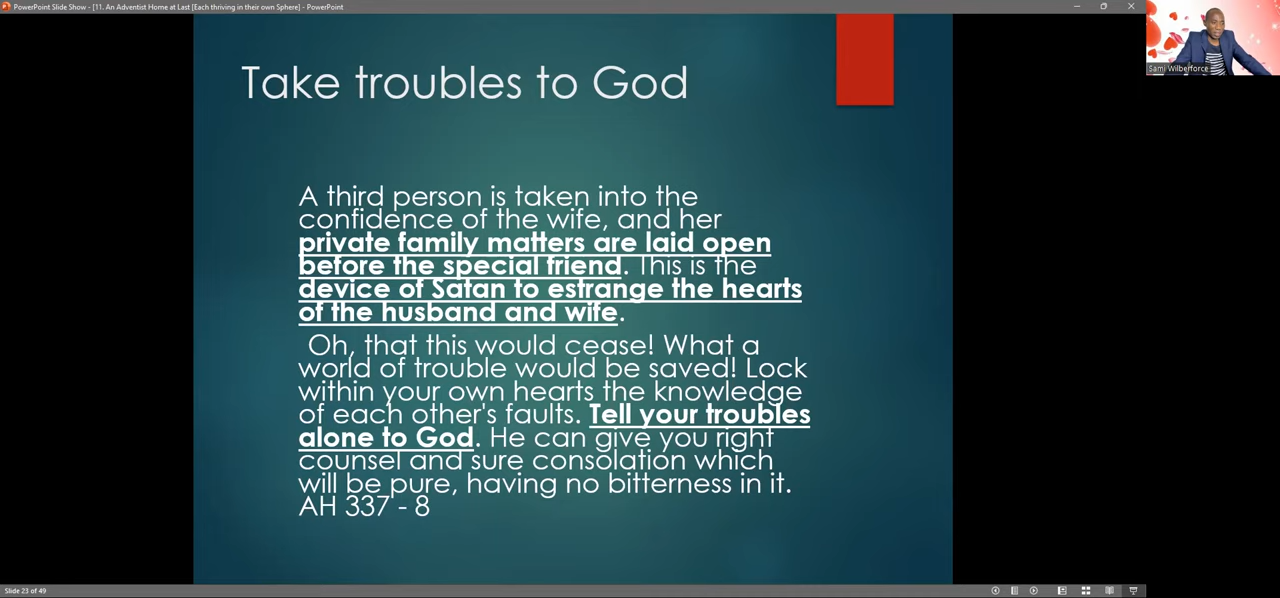 PowerPoint Slide Show - [11. An Adventist Home at Last [Each thriving in their own Sphere] - PowerPoint
Sami Wilberforce
Take troubles to God
A third person is taken into the
confidence of the wife, and her
private family matters are laid open
before the special friend. This is the
device of Satan to estrange the hearts
of the husband and wife.
Oh, that this would cease! What a
world of trouble would be saved! Lock
within your own hearts the knowledge
of each other's faults. Tell your troubles
alone to God. He can give you right
counsel and sure consolation which
will be pure, having no bitterness in it.
AH 337 - 8
Slide 23 of 49